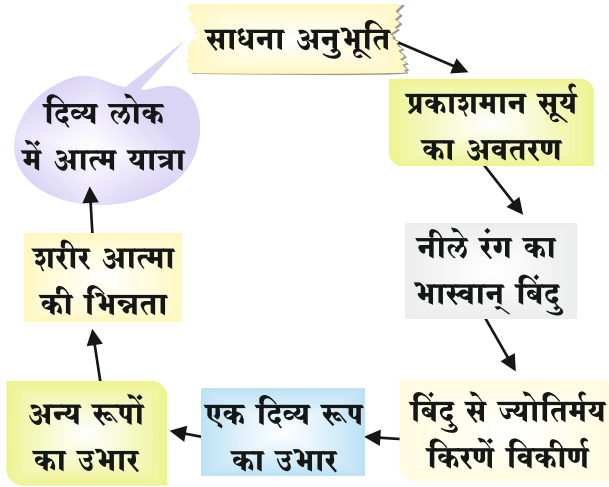 साधना अनुभूति
प्रकाशमान सूर्य
का अवतरण
नीले रंग का
भास्वान् बिंदु
बिंदु से ज्योतिर्मय
किरणें विकीर्ण
एक दिव्य रूप
का उभार
अन्य रूपों
का उभार
शरीर आत्मा
की भिन्नता
दिव्य लोक
में आत्म यात्रा